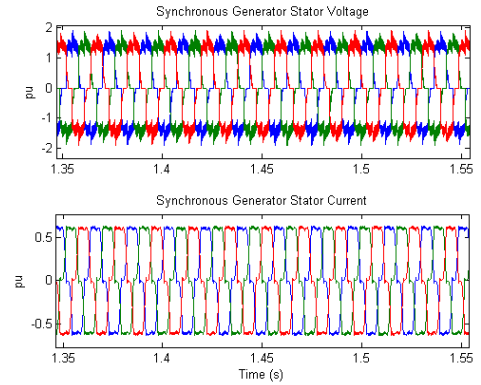 Synchronous Generator Stator Voltage
2
1
0
-1
-2
pu
1.35 1.4 1.45 1.5 1.55
Synchronous Generator Stator Current
0.5
0
-0.5
pu
1.35 1.4 1.45 1.5 1.55
Time (s)